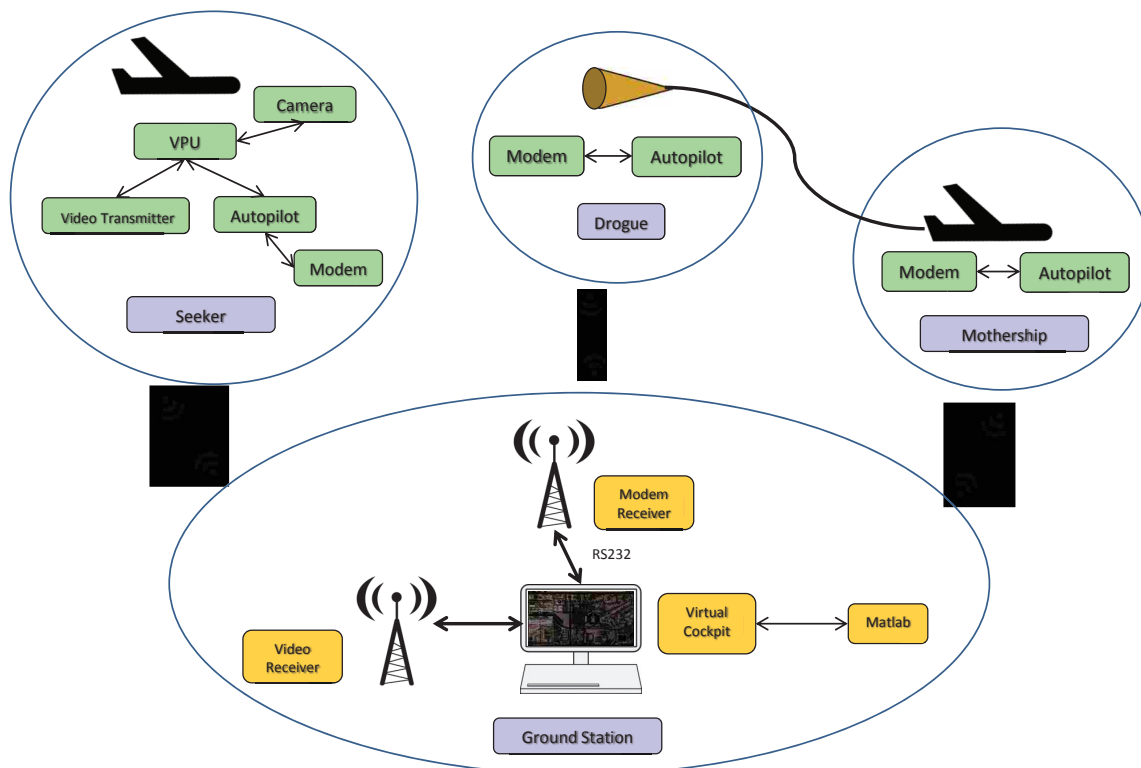 Camera
VPU
Video Transmitter
Autopilot
Modem
Seeker
Modem
Autopilot
Drogue
Modem
Autopilot
Mothership
Modem
Receiver
RS232
Virtual
Cockpit
Matlab
Video
Receiver
Ground Station